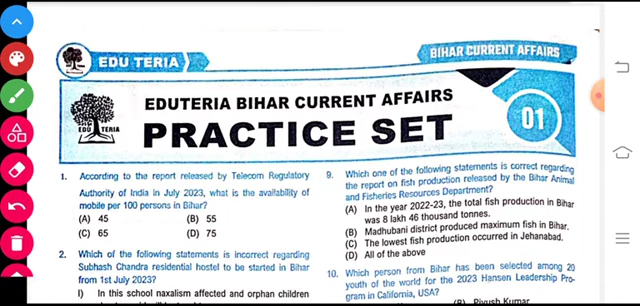 EDU TERIA
BIHAR CURRENT AFFAIRS
EDU TERIA
EDUTERIA BIHAR CURRENT AFFAIRS
PRACTICE SET
01
1. According to the report released by Telecom Regulatory
Authority of India in July 2023, what is the availability of
mobile per 100 persons in Bihar?
(A) 45 (B) 55
(C) 65 (D) 75
2. Which of the following statements is incorrect regarding
Subhash Chandra residential hostel to be started in Bihar
from 1st July 2023?
I) In this school naxalism affected and orphan children
9. Which one of the following statements is correct regarding
the report on fish production released by the Bihar Animal
and Fisheries Resources Department?
(A) In the year 2022-23, the total fish production in Bihar
was 8 lakh 46 thousand tonnes.
(B) Madhubani district produced maximum fish in Bihar.
(C) The lowest fish production occurred in Jehanabad.
(D) All of the above
10. Which person from Bihar has been selected among 20
youth of the world for the 2023 Hansen Leadership Pro-
gram in California, USA?
(B) Piyush Kumar